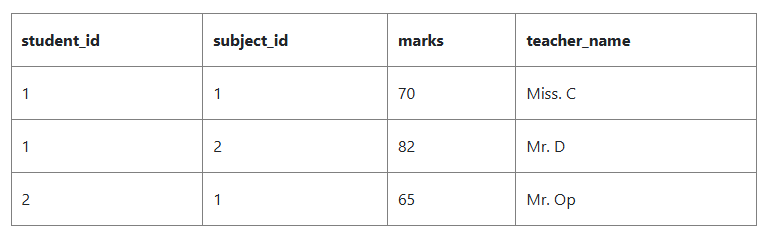 student_id subject_id marks teacher_name
1 1 70 Miss. C
1 2 82 Mr. D
2 1 65 Mr. Op